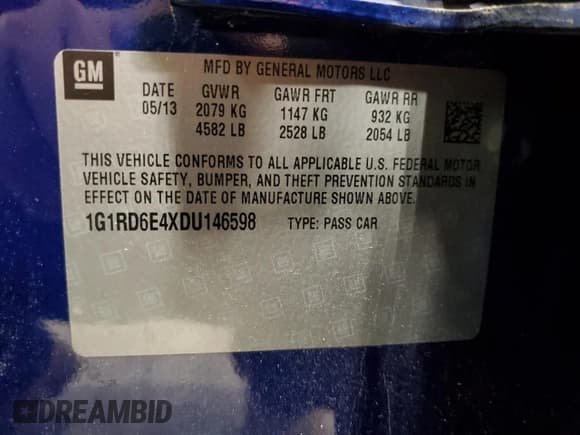 GM
MFD BY GENERAL MOTORS LLC
DATE GVWR GAWR FRT GAWR RR
05/13 2079 KG 1147 KG 932 KG
4582 LB 2528 LB 2054 LB
THIS VEHICLE CONFORMS TO ALL APPLICABLE U.S. FEDERAL MOTOR
VEHICLE SAFETY, BUMPER, AND THEFT PREVENTION STANDARDS IN
EFFECT ON THE DATE OF MANUFACTURE SHOWN ABOVE.
1G1RD6E4XDU146598 TYPE: PASS CAR
DREAMBID